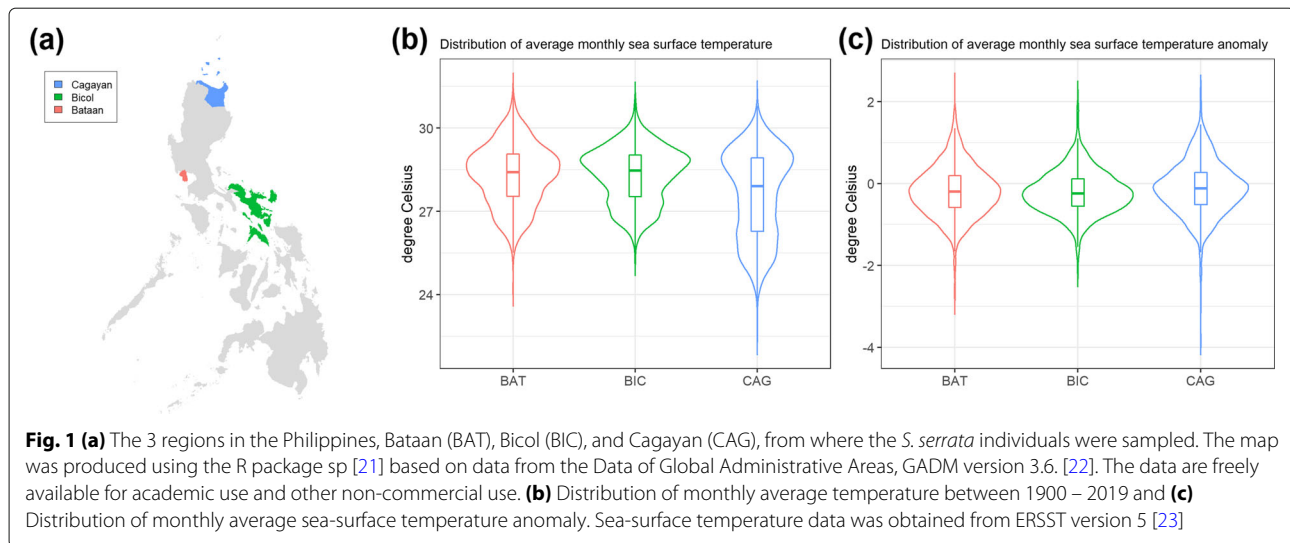 (a)
Cagayan
Bicol
Bataan
(b)
Distribution of average monthly sea surface temperature
degree Celsius
30
27
24
BAT
BIC
CAG
(c)
Distribution of average monthly sea surface temperature anomaly
degree Celsius
2
0
-2
-4
BAT
BIC
CAG
Fig. 1 (a) The 3 regions in the Philippines, Bataan (BAT), Bicol (BIC), and Cagayan (CAG), from where the S. serrata individuals were sampled. The map
was produced using the R package sp [21] based on data from the Data of Global Administrative Areas, GADM version 3.6. [22]. The data are freely
available for academic use and other non-commercial use. (b) Distribution of monthly average temperature between 1900 – 2019 and (c)
Distribution of monthly average sea-surface temperature anomaly. Sea-surface temperature data was obtained from ERSST version 5 [23]